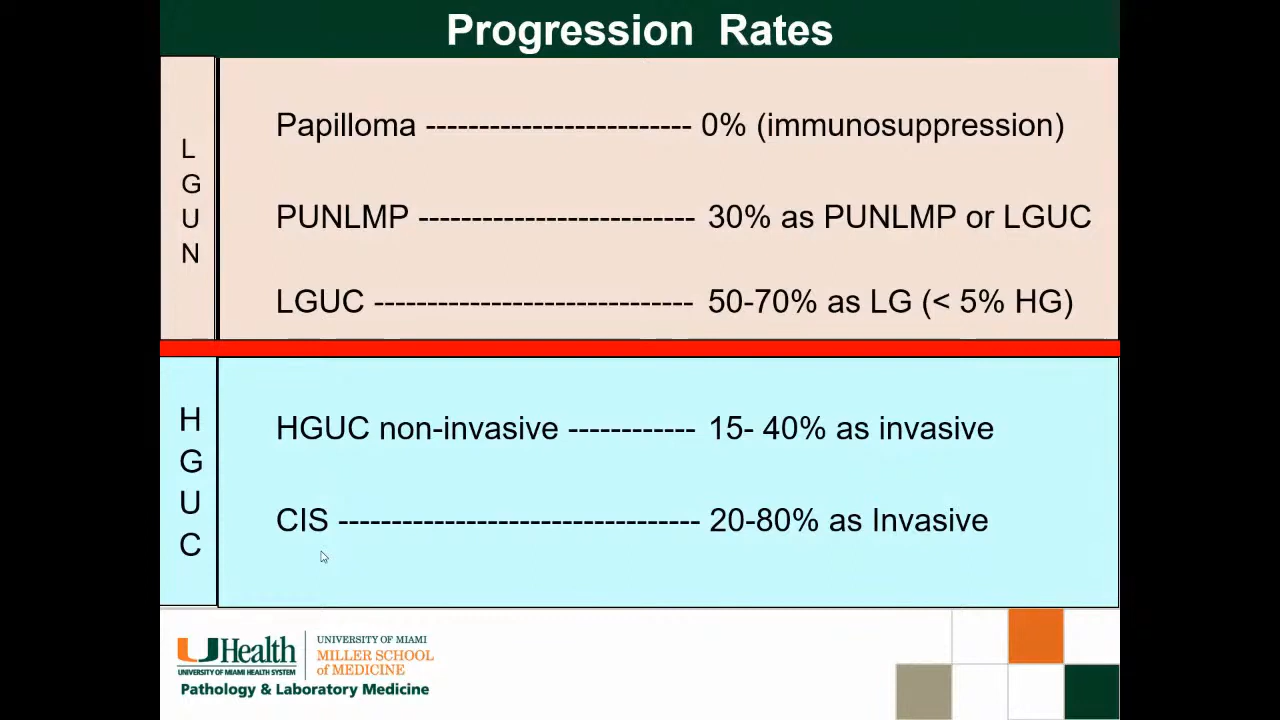 Progression Rates
L
G
U
N
Papilloma ------------------------- 0% (immunosuppression)
PUNLMP -------------------------- 30% as PUNLMP or LGUC
LGUC ------------------------------ 50-70% as LG (< 5% HG)
H
G
U
C
HGUC non-invasive ------------ 15- 40% as invasive
CIS ---------------------------------- 20-80% as Invasive
UHealth
UNIVERSITY OF MIAMI HEALTH SYSTEM
UNIVERSITY OF MIAMI
MILLER SCHOOL
of MEDICINE
Pathology & Laboratory Medicine